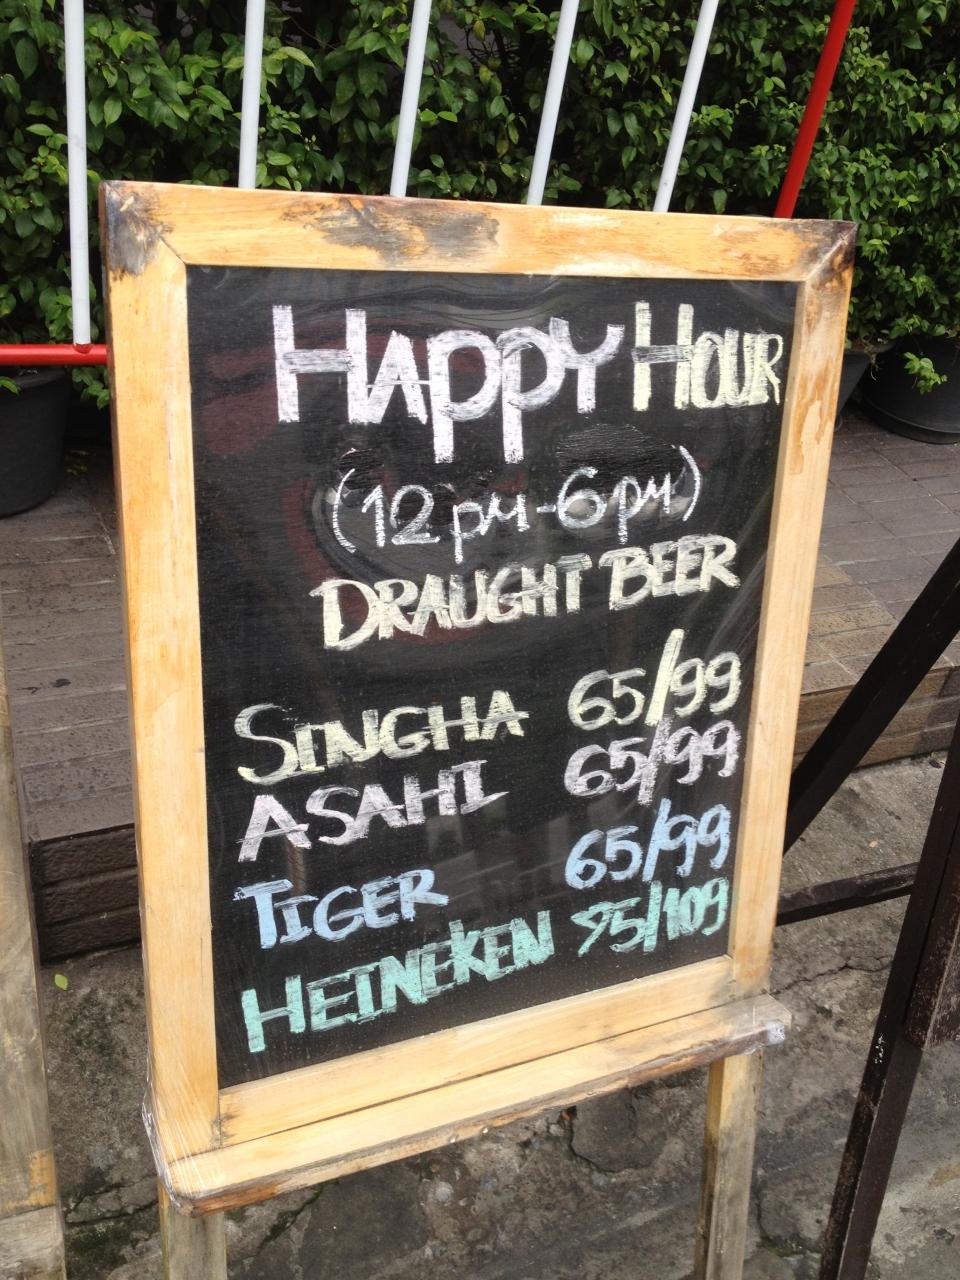 HAPPY HOUR
(12 PM - 6 PM)
DRAUGHT BEER
SINGHA 65/99
ASAHI 65/99
TIGER 65/99
HEINEKEN 75/109